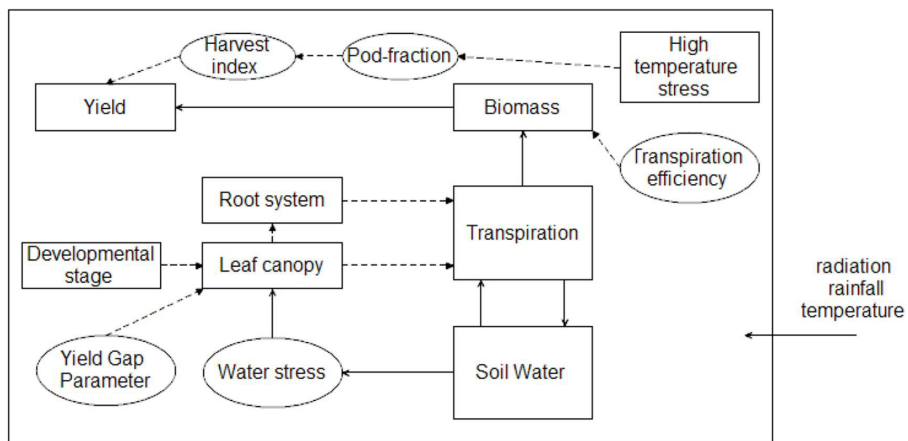 Harvest
index
Pod-fraction
High
temperature
stress
Yield
Biomass
Transpiration
efficiency
Root system
Transpiration
Developmental
stage
Leaf canopy
radiation
rainfall
temperature
Yield Gap
Parameter
Water stress
Soil Water